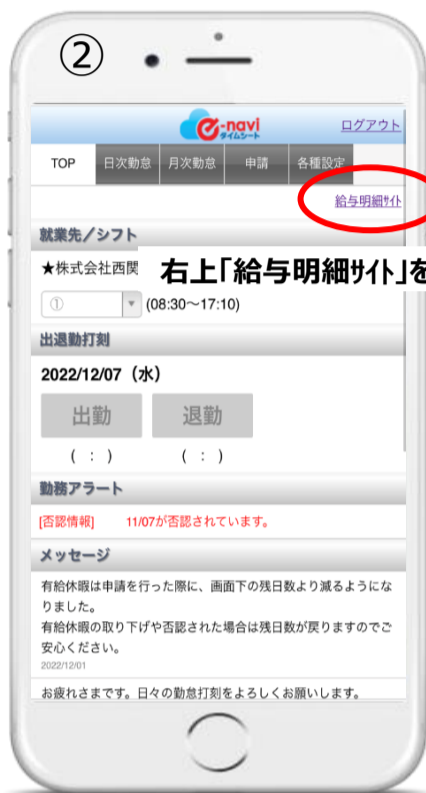 ②
e-navi
タイムシート
ログアウト
TOP 日次勤怠 月次勤怠 申請 各種設定
給与明細サイト
就業先／シフト
★株式会社西関
右上「給与明細サイト」を
① (08:30～17:10)
出退勤打刻
2022/12/07（水）
出勤 退勤
( : ) ( : )
勤務アラート
[否認情報] 11/07が否認されています。
メッセージ
有給休暇は申請を行った際に、画面下の残日数より減るようにな
りました。
有給休暇の取り下げや否認された場合は残日数が戻りますのでご
安心ください。
2022/12/01
お疲れさまです。日々の勤怠打刻をよろしくお願いします。